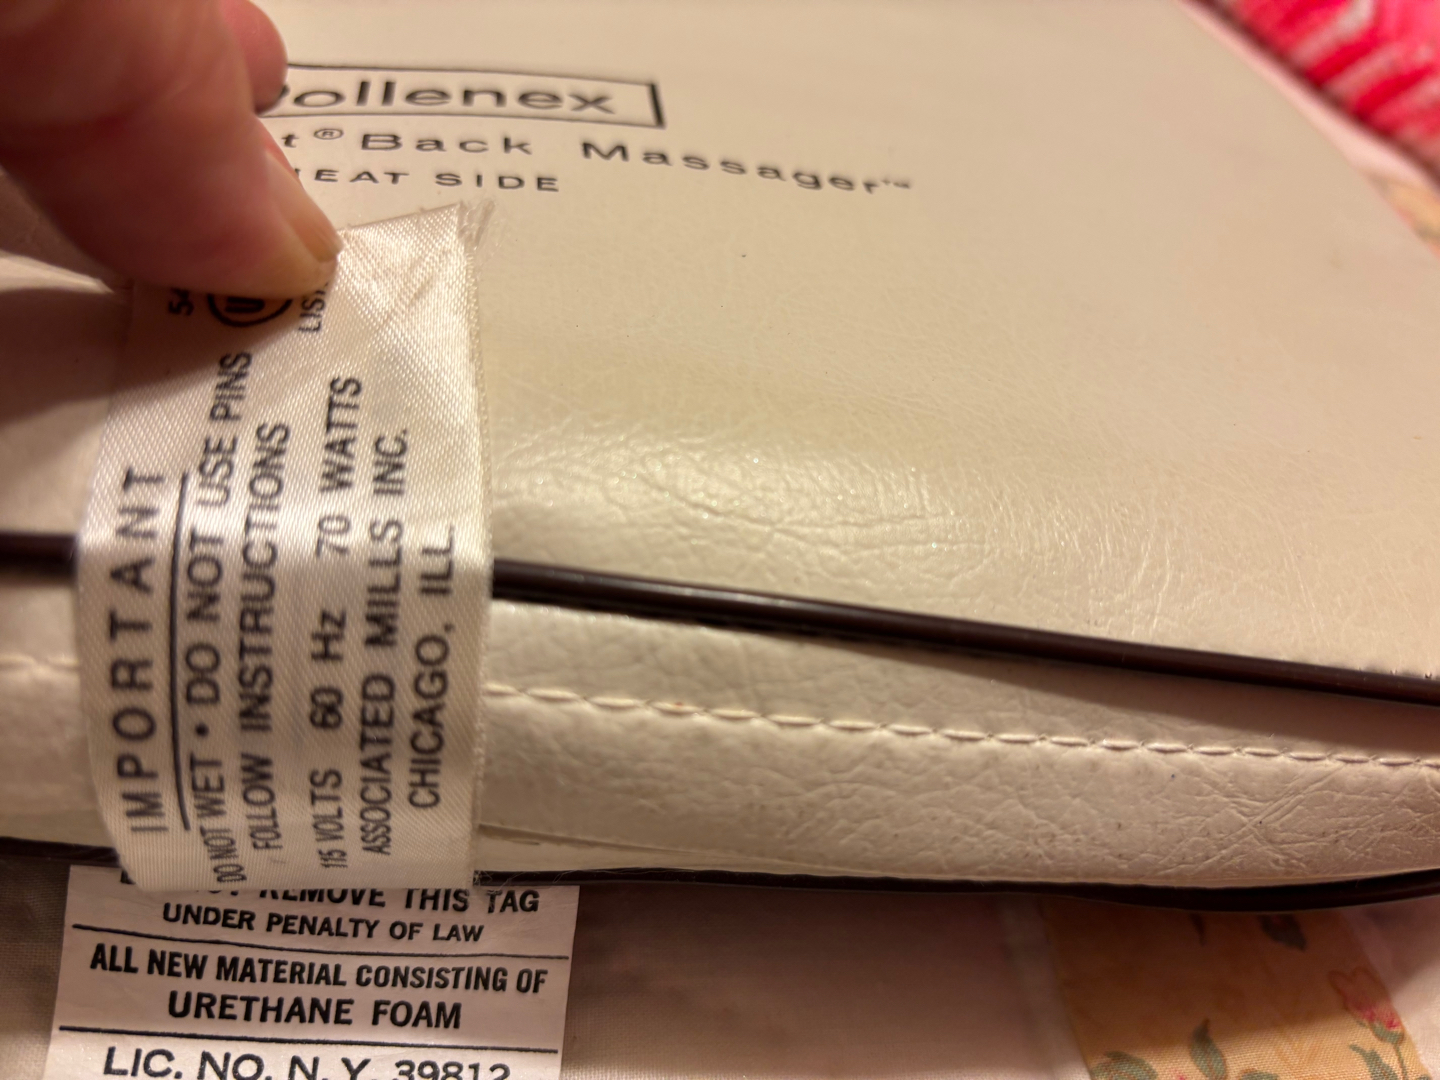 ollenex
t® Back Massager™
HEAT SIDE
IMPORTANT
DO NOT WET • DO NOT USE PINS
FOLLOW INSTRUCTIONS
115 VOLTS 60 Hz 70 WATTS
ASSOCIATED MILLS INC.
CHICAGO, ILL.
REMOVE THIS TAG
UNDER PENALTY OF LAW
ALL NEW MATERIAL CONSISTING OF
URETHANE FOAM
LIC. NO. N. Y. 39812